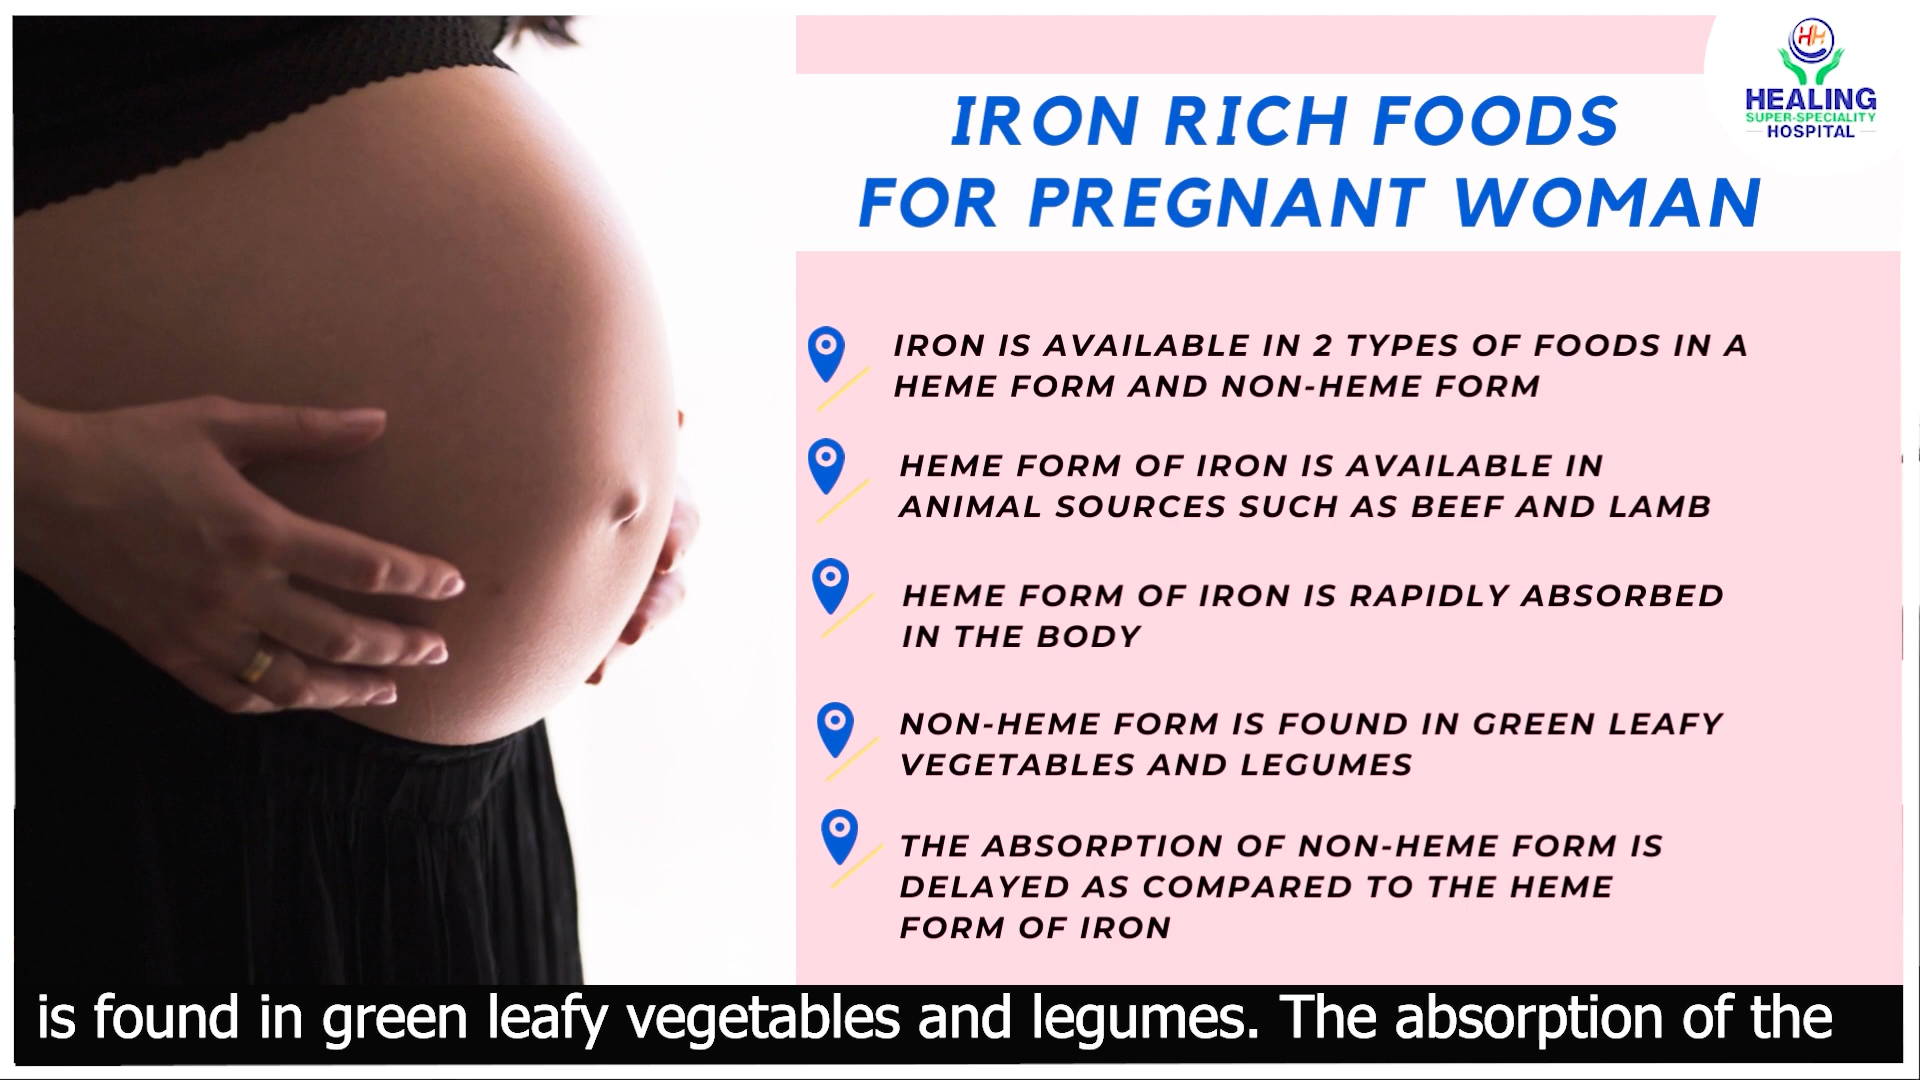 HH
HEALING
SUPER-SPECIALITY
HOSPITAL
IRON RICH FOODS
FOR PREGNANT WOMAN
IRON IS AVAILABLE IN 2 TYPES OF FOODS IN A
HEME FORM AND NON-HEME FORM
HEME FORM OF IRON IS AVAILABLE IN
ANIMAL SOURCES SUCH AS BEEF AND LAMB
HEME FORM OF IRON IS RAPIDLY ABSORBED
IN THE BODY
NON-HEME FORM IS FOUND IN GREEN LEAFY
VEGETABLES AND LEGUMES
THE ABSORPTION OF NON-HEME FORM IS
DELAYED AS COMPARED TO THE HEME
FORM OF IRON
is found in green leafy vegetables and legumes. The absorption of the